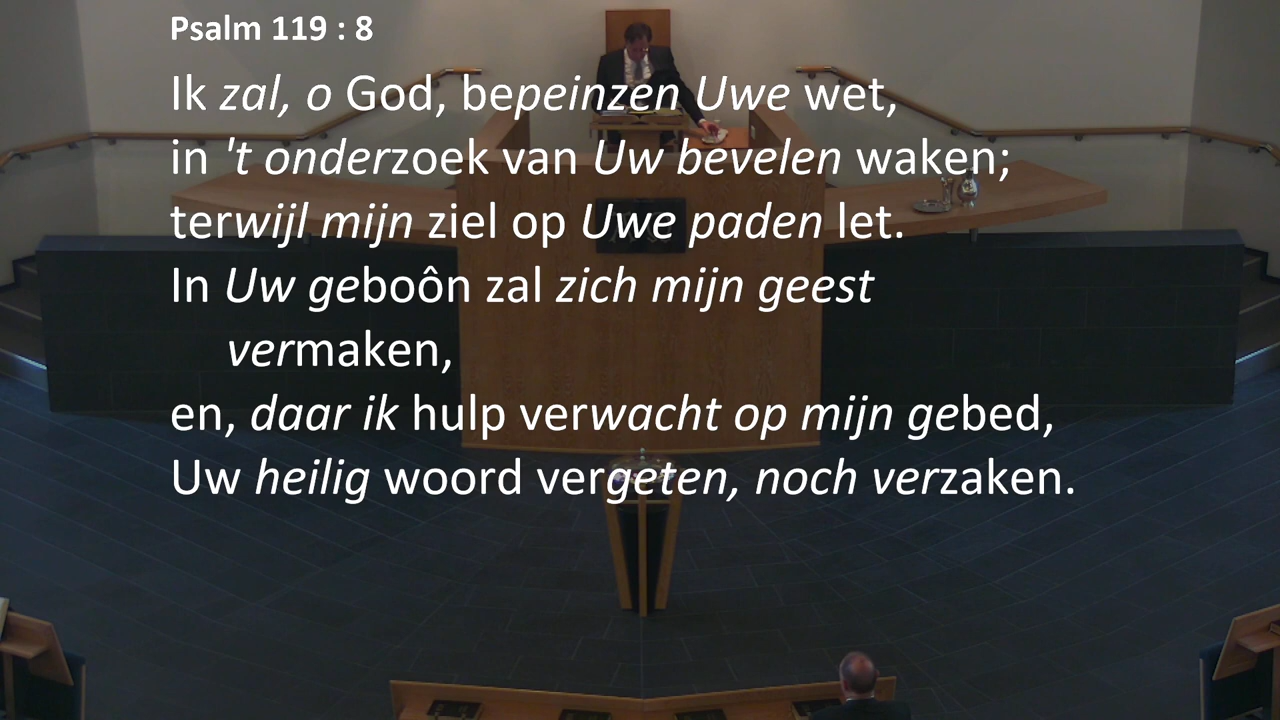 Psalm 119 : 8
Ik zal, o God, bepeinzen Uwe wet,
in 't onderzoek van Uw bevelen waken;
terwijl mijn ziel op Uwe paden let.
In Uw geboôn zal zich mijn geest
vermaken,
en, daar ik hulp verwacht op mijn gebed,
Uw heilig woord vergeten, noch verzaken.